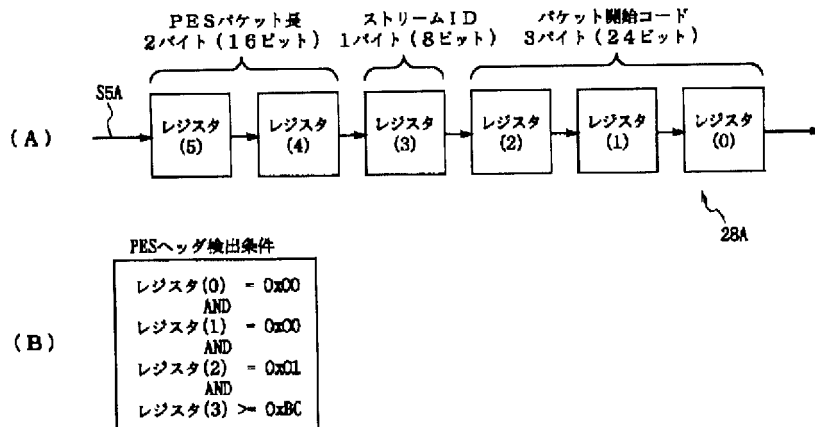 PESパケット長 ストリームID パケット開始コード
2バイト(16ビット) 1バイト(8ビット) 3バイト(24ビット)
S5A
(A)
レジスタ
(5)
レジスタ
(4)
レジスタ
(3)
レジスタ
(2)
レジスタ
(1)
レジスタ
(0)
28A
PESヘッダ検出条件
(B)
レジスタ(0) = 0x00
AND
レジスタ(1) = 0x00
AND
レジスタ(2) = 0x01
AND
レジスタ(3) >= 0xBC